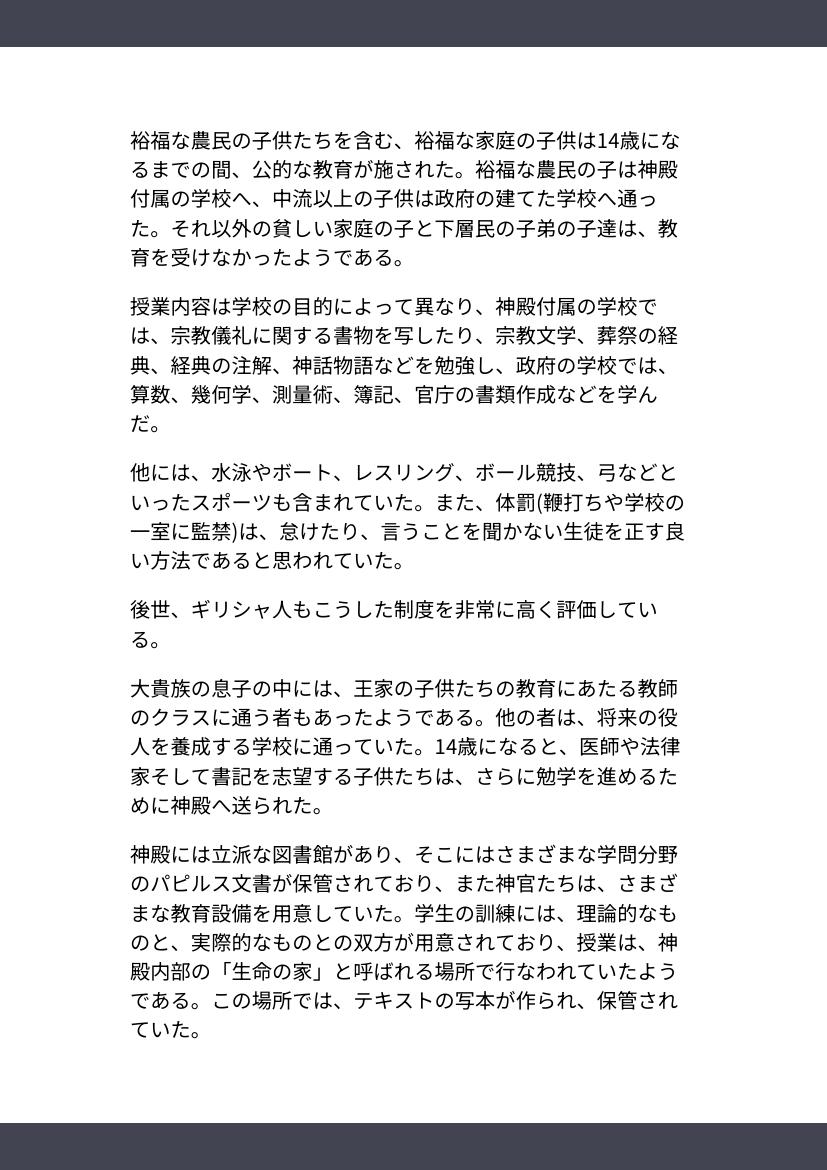 裕福な農民の子供たちを含む、裕福な家庭の子供は14歳にな
るまでの間、公的な教育が施された。裕福な農民の子は神殿
付属の学校へ、中流以上の子供は政府の建てた学校へ通っ
た。それ以外の貧しい家庭の子と下層民の子弟の子達は、教
育を受けなかったようである。
授業内容は学校の目的によって異なり、神殿付属の学校で
は、宗教儀礼に関する書物を写したり、宗教文学、葬祭の経
典、経典の注解、神話物語などを勉強し、政府の学校では、
算数、幾何学、測量術、簿記、官庁の書類作成などを学ん
だ。
他には、水泳やボート、レスリング、ボール競技、弓などと
いったスポーツも含まれていた。また、体罰(鞭打ちや学校の
一室に監禁)は、怠けたり、言うことを聞かない生徒を正す良
い方法であると思われていた。
後世、ギリシャ人もこうした制度を非常に高く評価してい
る。
大貴族の息子の中には、王家の子供たちの教育にあたる教師
のクラスに通う者もあったようである。他の者は、将来の役
人を養成する学校に通っていた。14歳になると、医師や法律
家そして書記を志望する子供たちは、さらに勉学を進めるた
めに神殿へ送られた。
神殿には立派な図書館があり、そこにはさまざまな学問分野
のパピルス文書が保管されており、また神官たちは、さまざ
まな教育設備を用意していた。学生の訓練には、理論的なも
のと、実際的なものとの双方が用意されており、授業は、神
殿内部の「生命の家」と呼ばれる場所で行なわれていたよう
である。この場所では、テキストの写本が作られ、保管され
ていた。